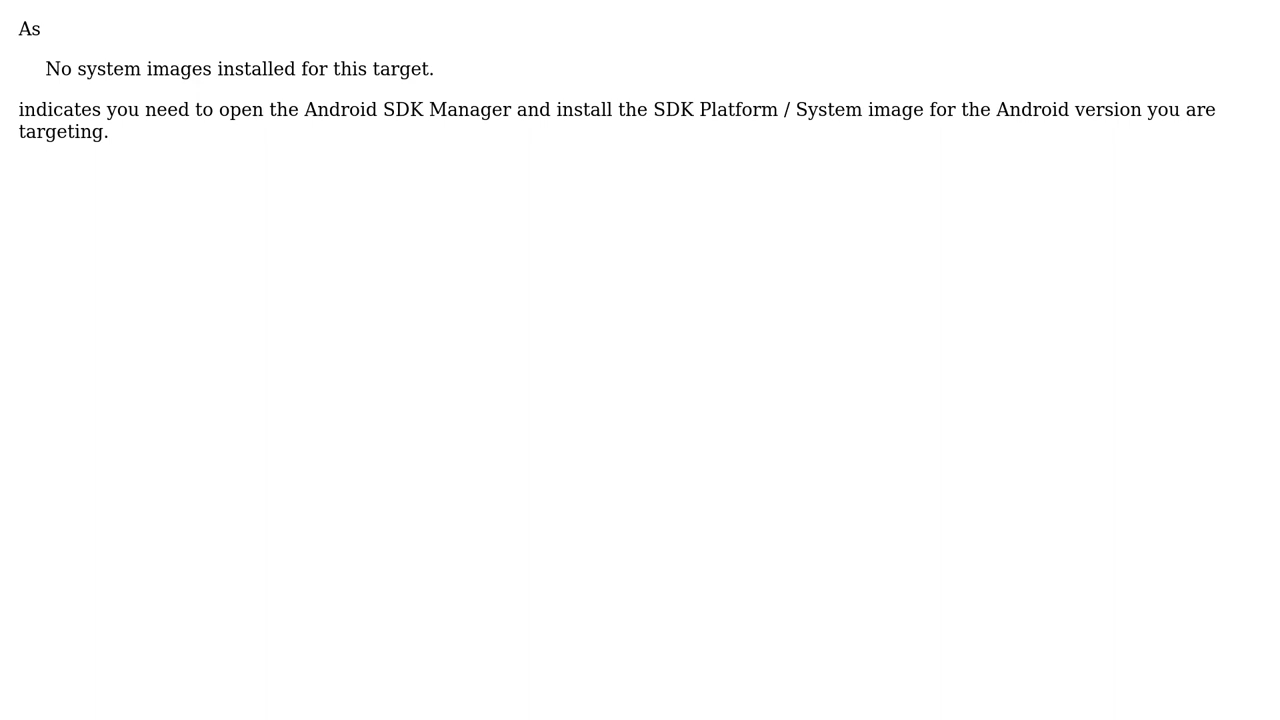 As
No system images installed for this target.
indicates you need to open the Android SDK Manager and install the SDK Platform / System image for the Android version you are
targeting.